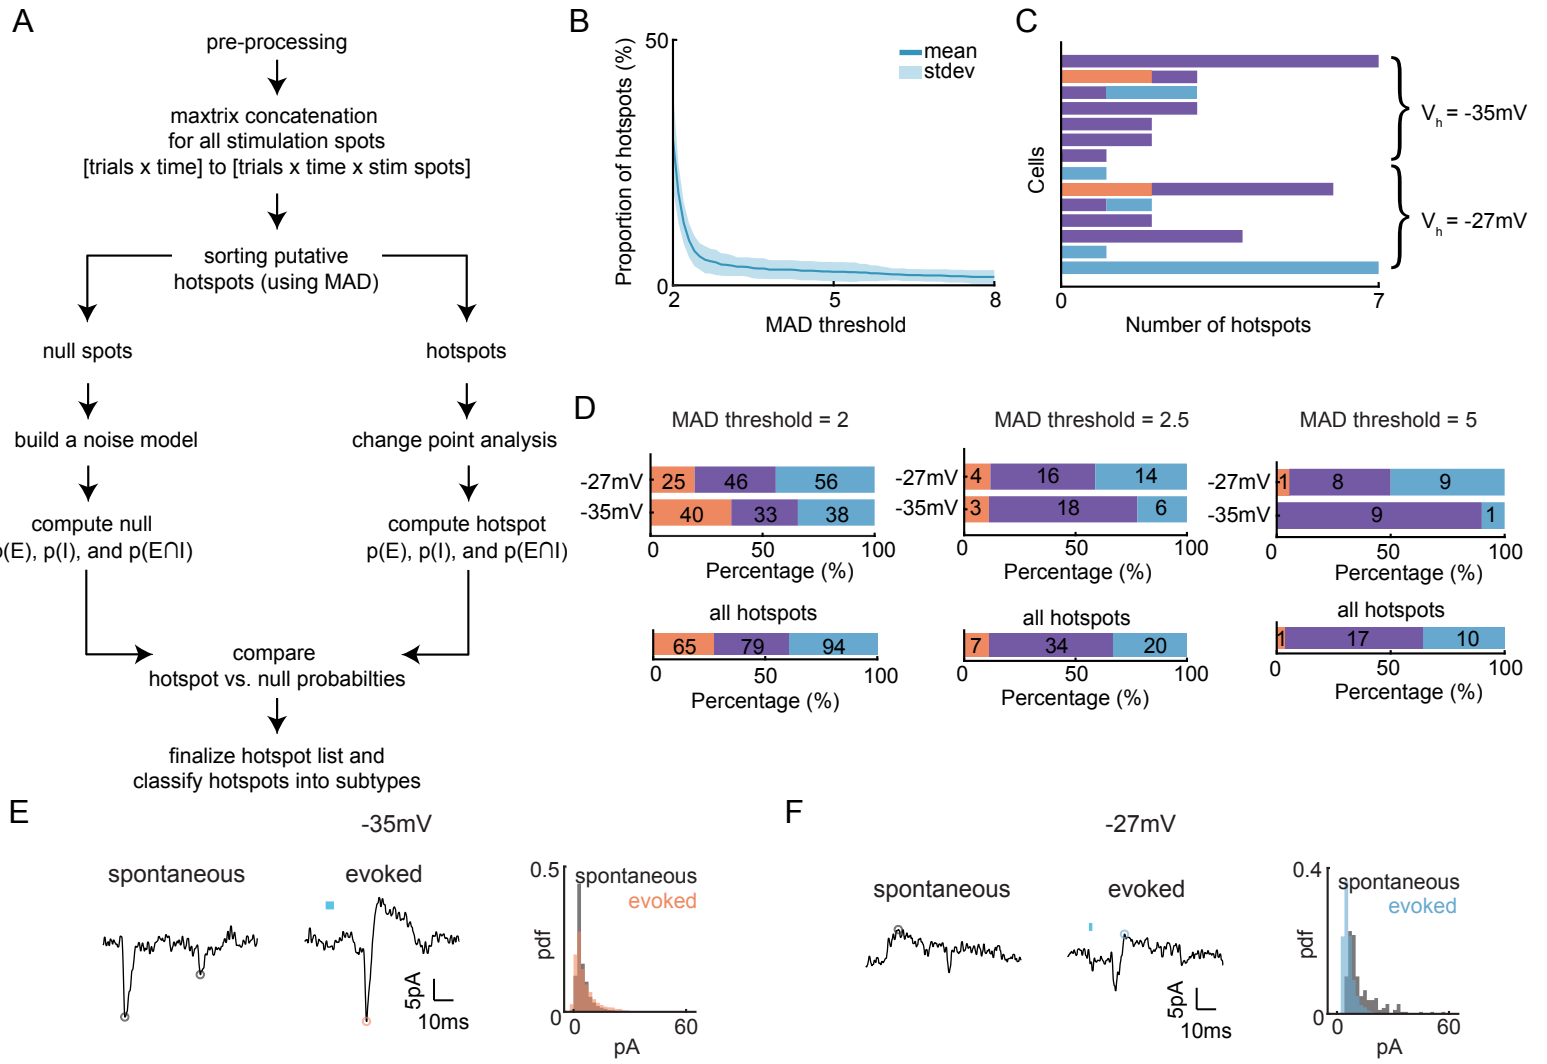 A
pre-processing
maxtrix concatenation
for all stimulation spots
[trials x time] to [trials x time x stim spots]
sorting putative
hotspots (using MAD)
null spots
hotspots
build a noise model
change point analysis
compute null
p(E), p(I), and p(E∩I)
compute hotspot
p(E), p(I), and p(E∩I)
compare
hotspot vs. null probabilties
finalize hotspot list and
classify hotspots into subtypes
B
Proportion of hotspots (%)
50
0
mean
stdev
2
5
8
MAD threshold
C
Cells
Vh = -35mV
Vh = -27mV
0
7
Number of hotspots
D
MAD threshold = 2
-27mV
25
46
56
-35mV
40
33
38
0
50
100
Percentage (%)
all hotspots
65
79
94
0
50
100
Percentage (%)
MAD threshold = 2.5
-27mV
4
16
14
-35mV
3
18
6
0
50
100
Percentage (%)
all hotspots
7
34
20
0
50
100
Percentage (%)
MAD threshold = 5
-27mV
1
8
9
-35mV
9
1
0
50
100
Percentage (%)
all hotspots
1
17
10
0
50
100
Percentage (%)
E
-35mV
spontaneous
evoked
5pA
10ms
0.5
spontaneous
evoked
pdf
0
0
60
pA
F
-27mV
spontaneous
evoked
5pA
10ms
0.4
spontaneous
evoked
pdf
0
0
60
pA